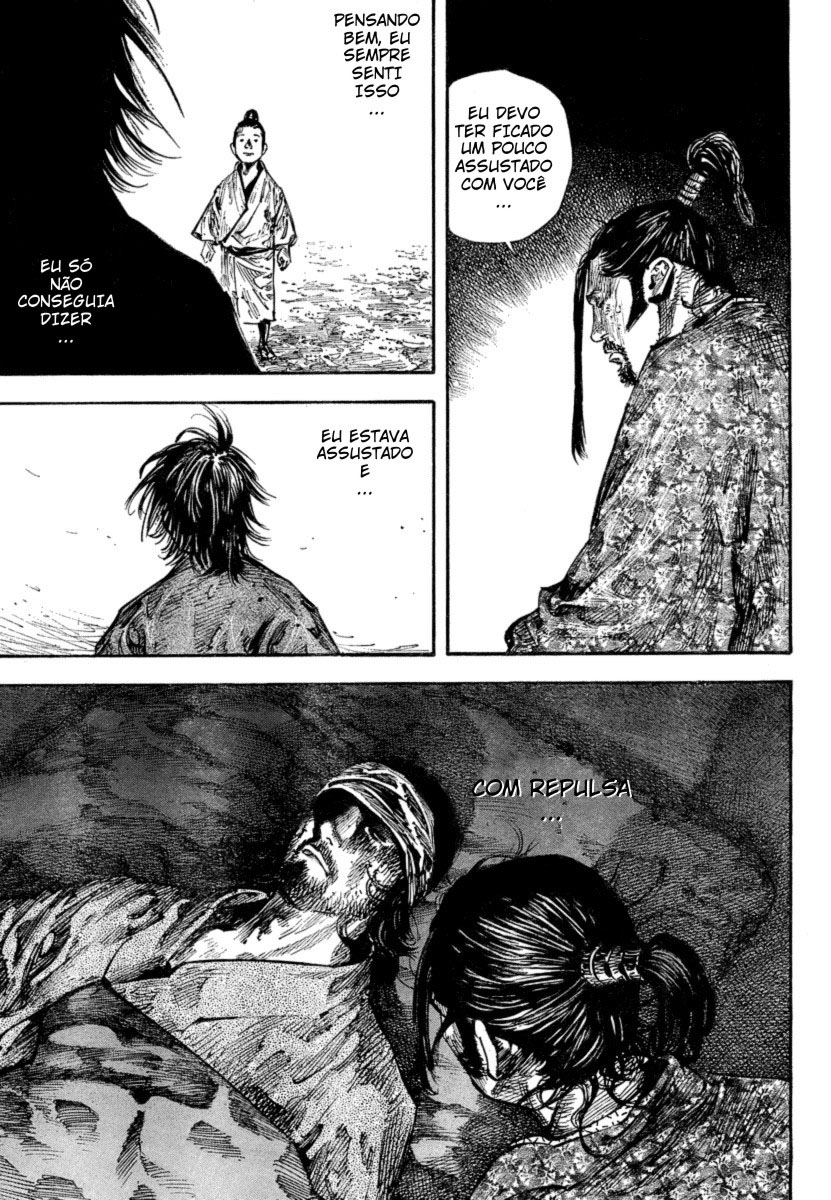 EU DEVO
TER FICADO
UM POUCO
ASSUSTADO
COM VOCÊ
...
PENSANDO
BEM, EU
SEMPRE
SENTI
ISSO
...
EU SÓ
NÃO
CONSEGUIA
DIZER
...
EU ESTAVA
ASSUSTADO
E
...
COM REPULSA
...